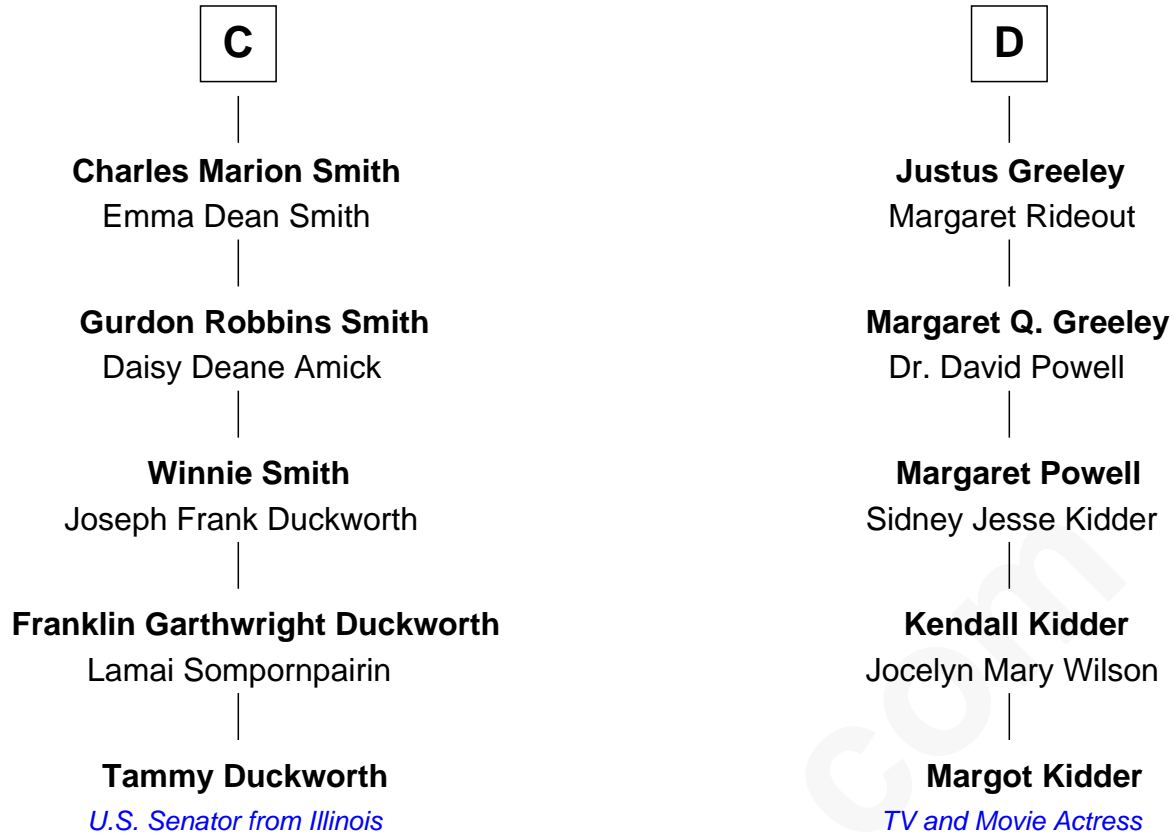 C
Charles Marion Smith
Emma Dean Smith
Gurdon Robbins Smith
Daisy Deane Amick
Winnie Smith
Joseph Frank Duckworth
Franklin Garthwright Duckworth
Lamai Sompornpairin
Tammy Duckworth
U.S. Senator from Illinois
D
Justus Greeley
Margaret Rideout
Margaret Q. Greeley
Dr. David Powell
Margaret Powell
Sidney Jesse Kidder
Kendall Kidder
Jocelyn Mary Wilson
Margot Kidder
TV and Movie Actress
com